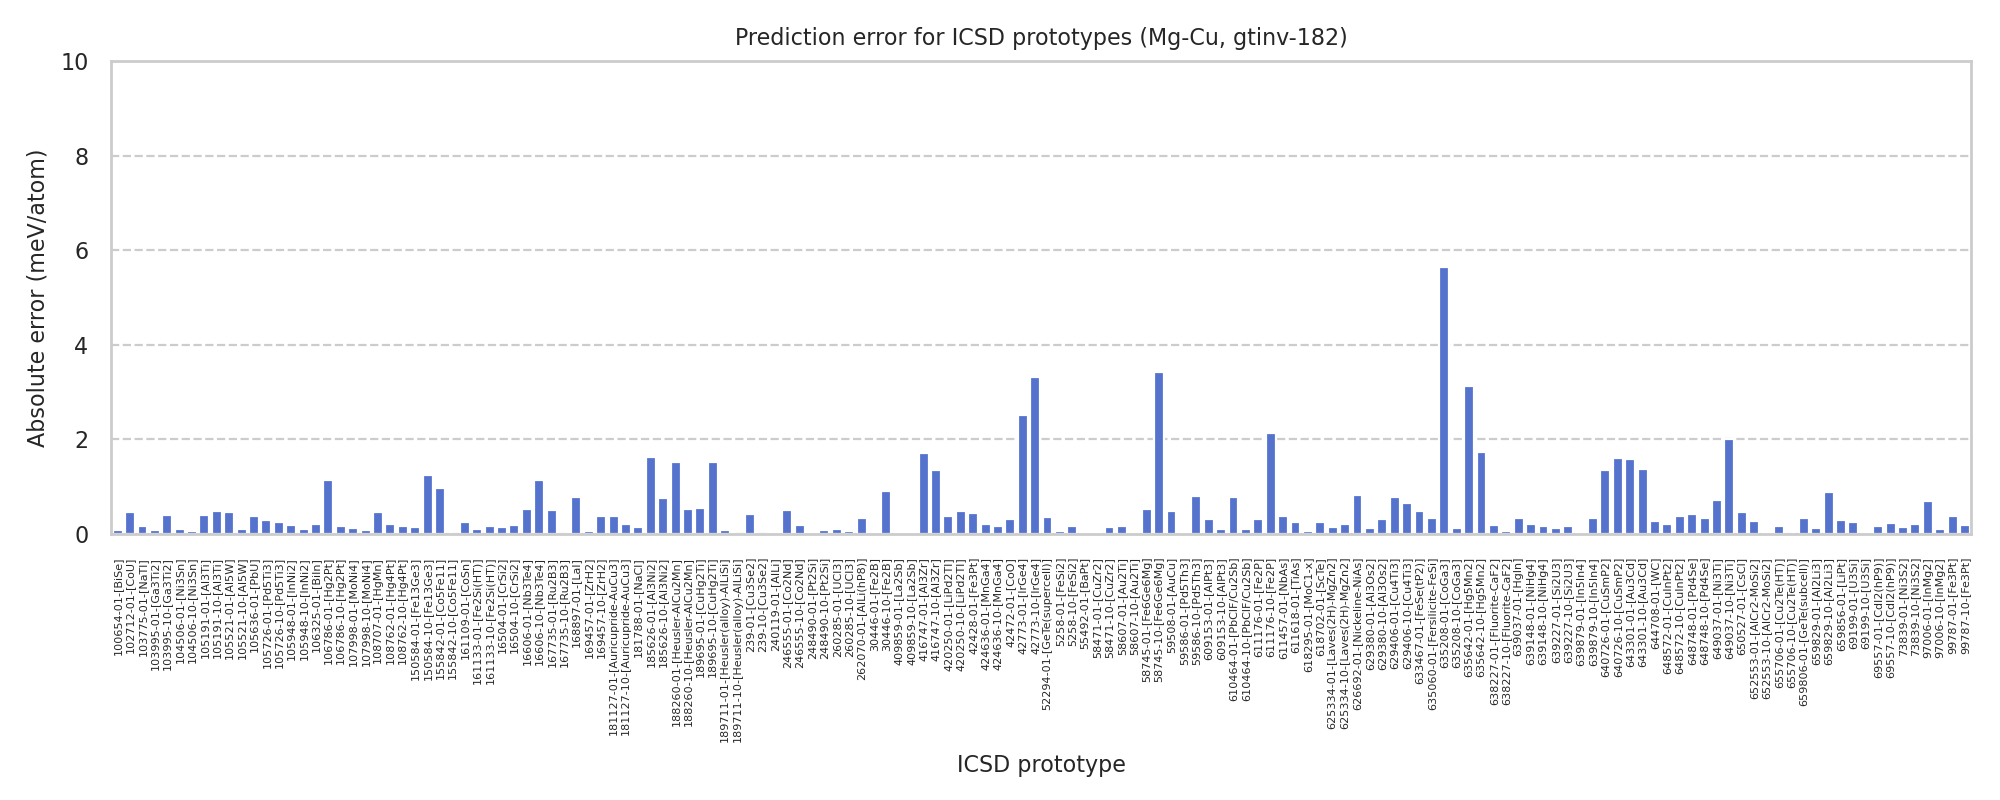 Prediction error for ICSD prototypes (Mg-Cu, gtinv-182)
Absolute error (meV/atom)
10
8
6
4
2
0
100654-01-[BiSe]
102712-01-[CoU]
103775-01-[NaTl]
103995-01-[Ga3Ti2]
103995-10-[Ga3Ti2]
104506-01-[Ni3Sn]
104506-10-[Ni3Sn]
105191-01-[Al3Ti]
105191-10-[Al3Ti]
105521-01-[Al5W]
105521-10-[Al5W]
105636-01-[PbU]
105726-01-[Pd5Ti3]
105726-10-[Pd5Ti3]
105948-01-[InNi2]
105948-10-[InNi2]
106325-01-[BiIn]
106786-01-[Hg2Pt]
106786-10-[Hg2Pt]
107998-01-[MoNi4]
107998-10-[MoNi4]
108707-01-[HgMn]
108762-01-[Hg4Pt]
108762-10-[Hg4Pt]
150584-01-[Fe13Ge3]
150584-10-[Fe13Ge3]
155842-01-[Co5Fe11]
155842-10-[Co5Fe11]
161109-01-[CoSn]
161133-01-[Fe2Si(HT)]
161133-10-[Fe2Si(HT)]
16504-01-[CrSi2]
16504-10-[CrSi2]
16606-01-[Nb3Te4]
16606-10-[Nb3Te4]
167735-01-[Ru2B3]
167735-10-[Ru2B3]
168897-01-[LaI]
169457-01-[ZrH2]
169457-10-[ZrH2]
181127-01-[Auricupride-AuCu3]
181127-10-[Auricupride-AuCu3]
181788-01-[NaCl]
185626-01-[Al3Ni2]
185626-10-[Al3Ni2]
188260-01-[Heusler-AlCu2Mn]
188260-10-[Heusler-AlCu2Mn]
189695-01-[CuHg2Ti]
189695-10-[CuHg2Ti]
189711-01-[Heusler(alloy)-AlLiSi]
189711-10-[Heusler(alloy)-AlLiSi]
239-01-[Cu3Se2]
239-10-[Cu3Se2]
240119-01-[AlLi]
246555-01-[Co2Nd]
246555-10-[Co2Nd]
248490-01-[Pt2Si]
248490-10-[Pt2Si]
260285-01-[UCl3]
260285-10-[UCl3]
262070-01-[AlLi(hP8)]
30446-01-[Fe2B]
30446-10-[Fe2B]
409859-01-[La2Sb]
409859-10-[La2Sb]
416747-01-[Al3Zr]
416747-10-[Al3Zr]
420250-01-[LiPd2Tl]
420250-10-[LiPd2Tl]
42428-01-[Fe3Pt]
424636-01-[MnGa4]
424636-10-[MnGa4]
42472-01-[CoO]
42773-01-[IrGe4]
42773-10-[IrGe4]
52294-01-[GeTe(supercell)]
5258-01-[FeSi2]
5258-10-[FeSi2]
55492-01-[BaPt]
58471-01-[CuZr2]
58471-10-[CuZr2]
58607-01-[Au2Ti]
58607-10-[Au2Ti]
58745-01-[Fe6Ge6Mg]
58745-10-[Fe6Ge6Mg]
59508-01-[AuCu]
59586-01-[Pd5Th3]
59586-10-[Pd5Th3]
609153-01-[AlPt3]
609153-10-[AlPt3]
610464-01-[PbClF/Cu2Sb]
610464-10-[PbClF/Cu2Sb]
611176-01-[Fe2P]
611176-10-[Fe2P]
611457-01-[NbAs]
611618-01-[TiAs]
618295-01-[MoC1-x]
618702-01-[ScTe]
625334-01-[Laves(2H)-MgZn2]
625334-10-[Laves(2H)-MgZn2]
626692-01-[Nickeline-NiAs]
629380-01-[Al3Os2]
629380-10-[Al3Os2]
629406-01-[Cu4Ti3]
629406-10-[Cu4Ti3]
633467-01-[FeSe(tP2)]
635060-01-[Fersilicite-FeSi]
635208-01-[CoGa3]
635208-10-[CoGa3]
635642-01-[Hg5Mn2]
635642-10-[Hg5Mn2]
638227-01-[Fluorite-CaF2]
638227-10-[Fluorite-CaF2]
639037-01-[HgIn]
639148-01-[NiHg4]
639148-10-[NiHg4]
639227-01-[Si2U3]
639227-10-[Si2U3]
639879-01-[In5In4]
639879-10-[In5In4]
640726-01-[CuSmP2]
640726-10-[CuSmP2]
643301-01-[Au3Cd]
643301-10-[Au3Cd]
644708-01-[WC]
648572-01-[CuInPt2]
648572-10-[CuInPt2]
648748-01-[Pd4Se]
648748-10-[Pd4Se]
649037-01-[Ni3Ti]
649037-10-[Ni3Ti]
650527-01-[CsCl]
652553-01-[AlCr2-MoSi2]
652553-10-[AlCr2-MoSi2]
655706-01-[Cu2Te(HT)]
655706-10-[Cu2Te(HT)]
659806-01-[GeTe(subcell)]
659829-01-[Al2Li3]
659829-10-[Al2Li3]
659856-01-[LiPt]
69199-01-[U3Si]
69199-10-[U3Si]
69557-01-[CdI2(hP9)]
69557-10-[CdI2(hP9)]
73839-01-[Ni3S2]
73839-10-[Ni3S2]
97006-01-[InMg2]
97006-10-[InMg2]
99787-01-[Fe3Pt]
99787-10-[Fe3Pt]
ICSD prototype